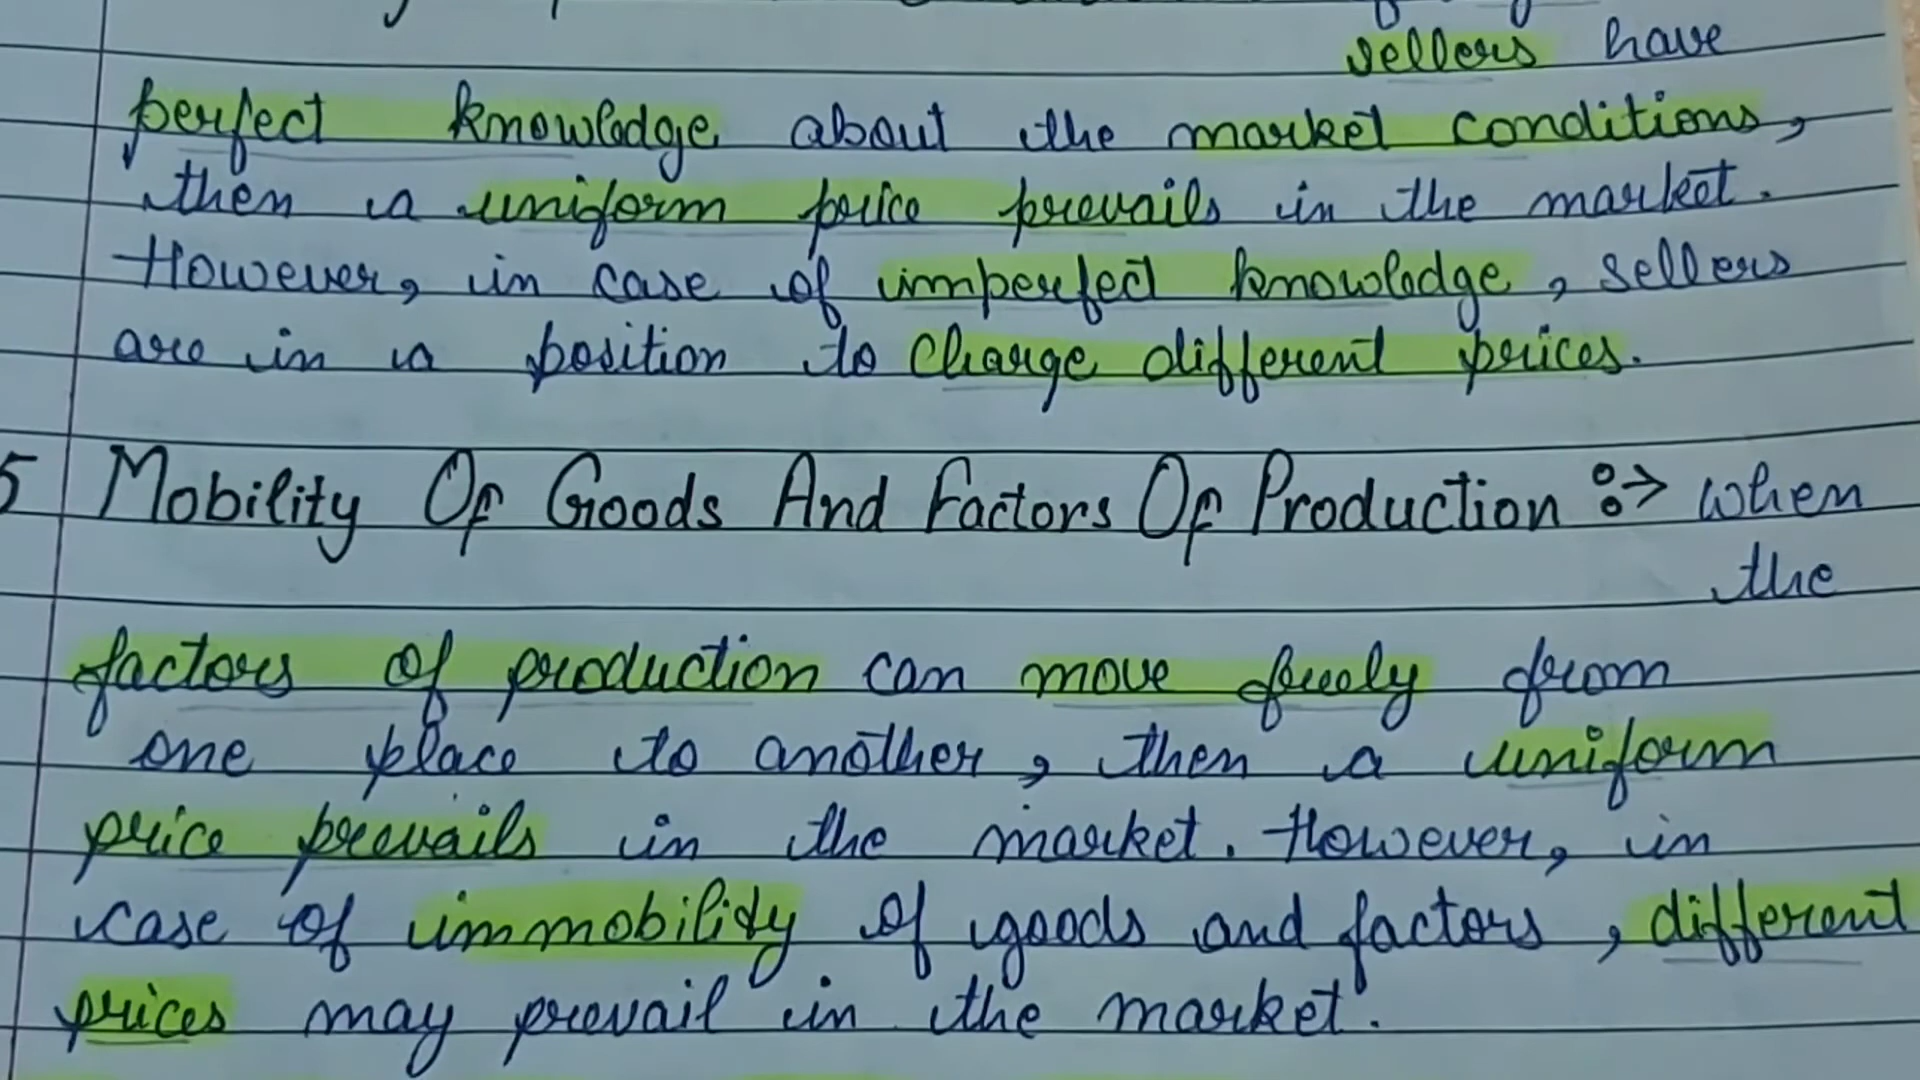 sellers have
perfect knowledge about the market conditions,
then a uniform price prevails in the market.
However, in case of imperfect knowledge, sellers
are in a position to charge different prices.
5 Mobility Of Goods And Factors Of Production :-> when
the
factors of production can move freely from
one place to another, then a uniform
price prevails in the market. However, in
case of immobility of goods and factors, different
prices may prevail in the market.